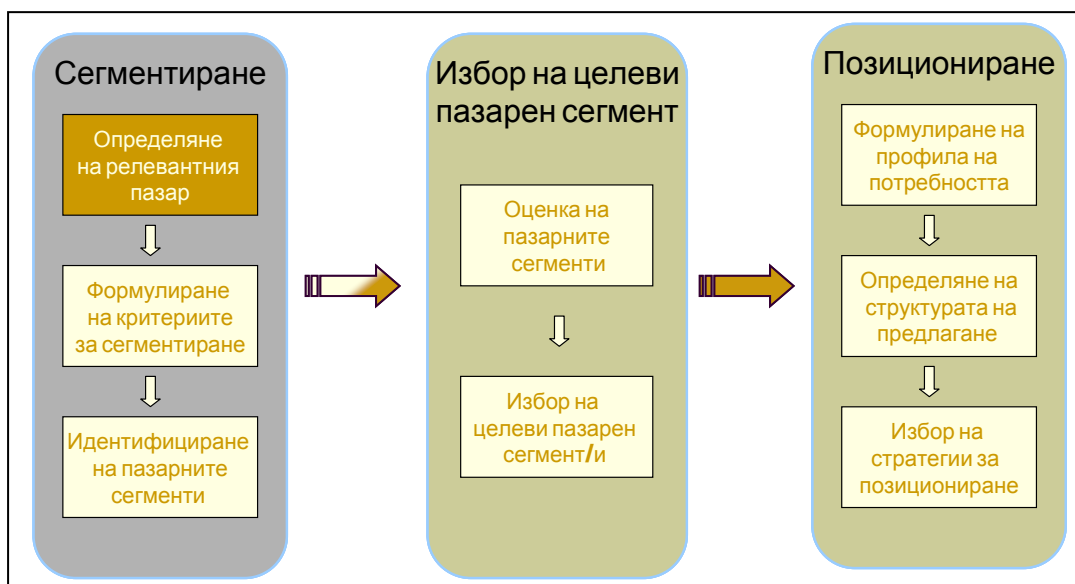 Сегментиране
Определяне
на релевантния
пазар
Формулиране
на критериите
за сегментиране
Идентифициране
на пазарните
сегменти
Избор на целеви
пазарен сегмент
Оценка на
пазарните
сегменти
Избор на
целеви пазарен
сегмент/и
Позициониране
Формулиране на
профила на
потребността
Определяне на
структурата на
предлагане
Избор на
стратегии за
позициониране